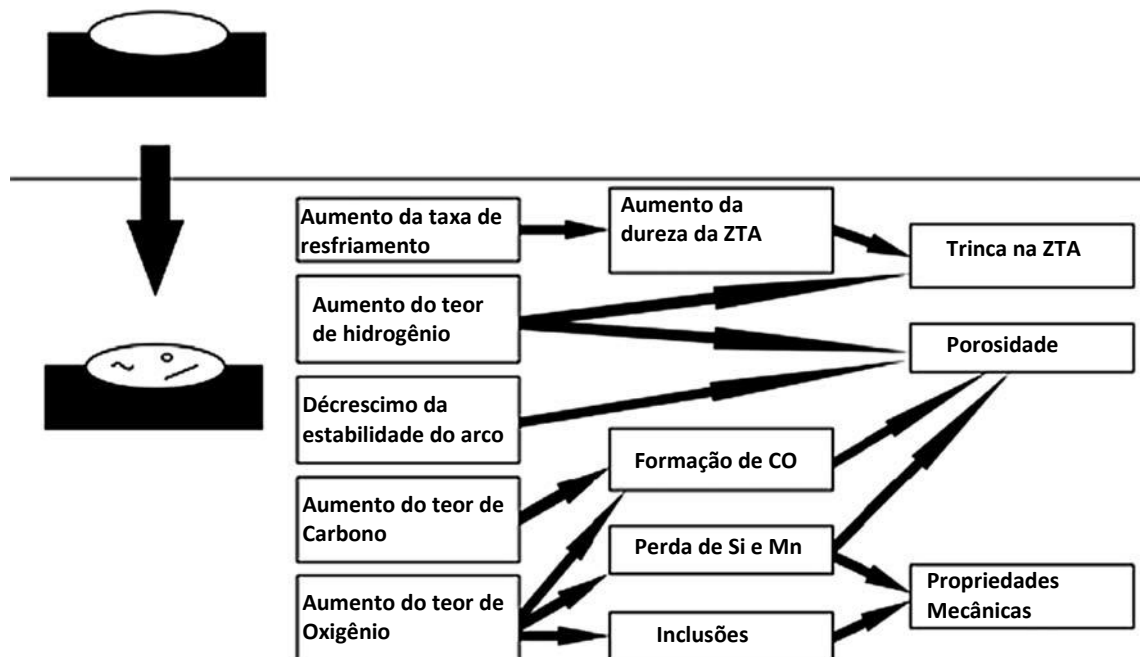 Aumento da taxa de
resfriamento
Aumento da
dureza da ZTA
Trinca na ZTA
Aumento do teor
de hidrogênio
Porosidade
Décrescimo da
estabilidade do arco
Formação de CO
Aumento do teor de
Carbono
Perda de Si e Mn
Propriedades
Mecânicas
Aumento do teor de
Oxigênio
Inclusões